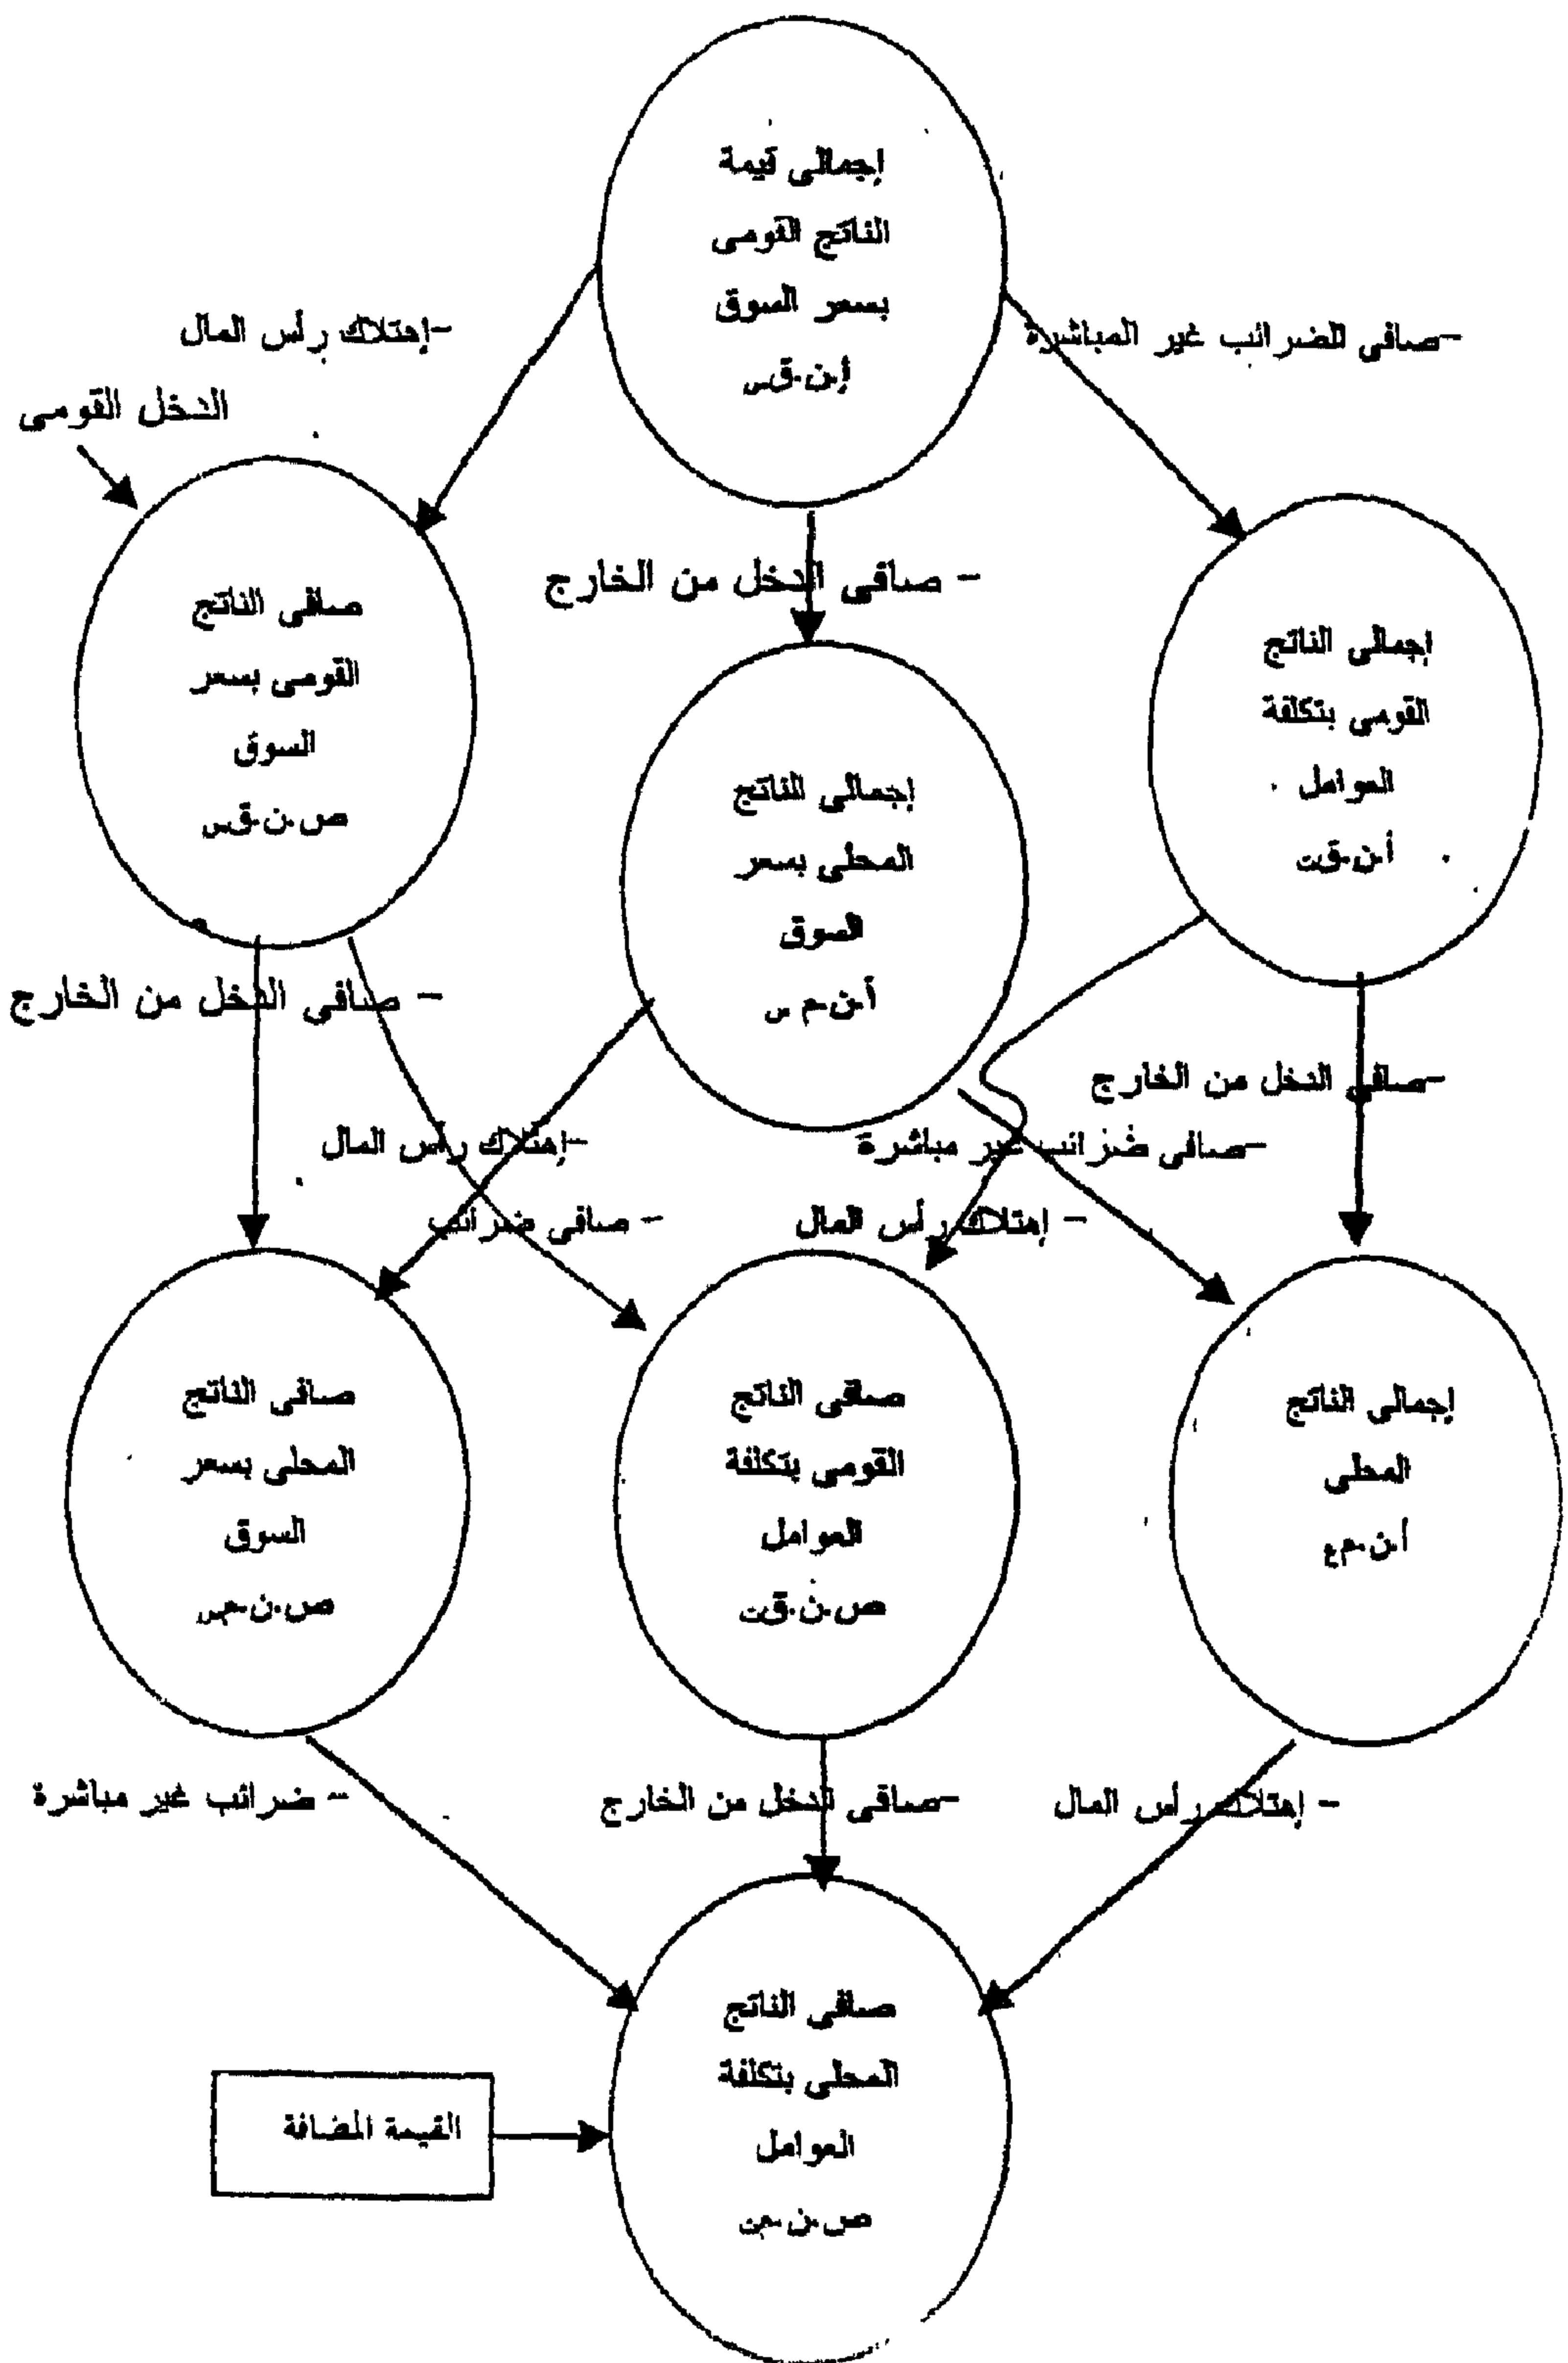 إجمالى قيمة
الناتج القومى
بسعر السوق
أ.ن.ق.س
-صافى الضرائب غير المباشرة
-إهتلاك رأس المال
الدخل القومى
- صافى الدخل من الخارج
إجمالى الناتج
القومى بتكلفة
العوامل
أ.ن.ق.ت
إجمالى الناتج
المحلى بسعر
السوق
أ.ن.م س
صافى الناتج
القومى بسعر
السوق
ص.ن.ق.س
-صافى الدخل من الخارج
- صافى الدخل من الخارج
-صافى ضرائب غير مباشرة
-إهتلاك رأس المال
- إهتلاك رأس المال
- صافى ضرائب
إجمالى الناتج
المحلى
أ.ن.م.ع
صافى الناتج
القومى بتكلفة
العوامل
ص.ن.ق.ت
صافى الناتج
المحلى بسعر
السوق
ص.ن.م.س
- إهتلاك رأس المال
-صافى الدخل من الخارج
- ضرائب غير مباشرة
صافى الناتج
المحلى بتكلفة
العوامل
ص.ن.م.ت
القيمة المضافة